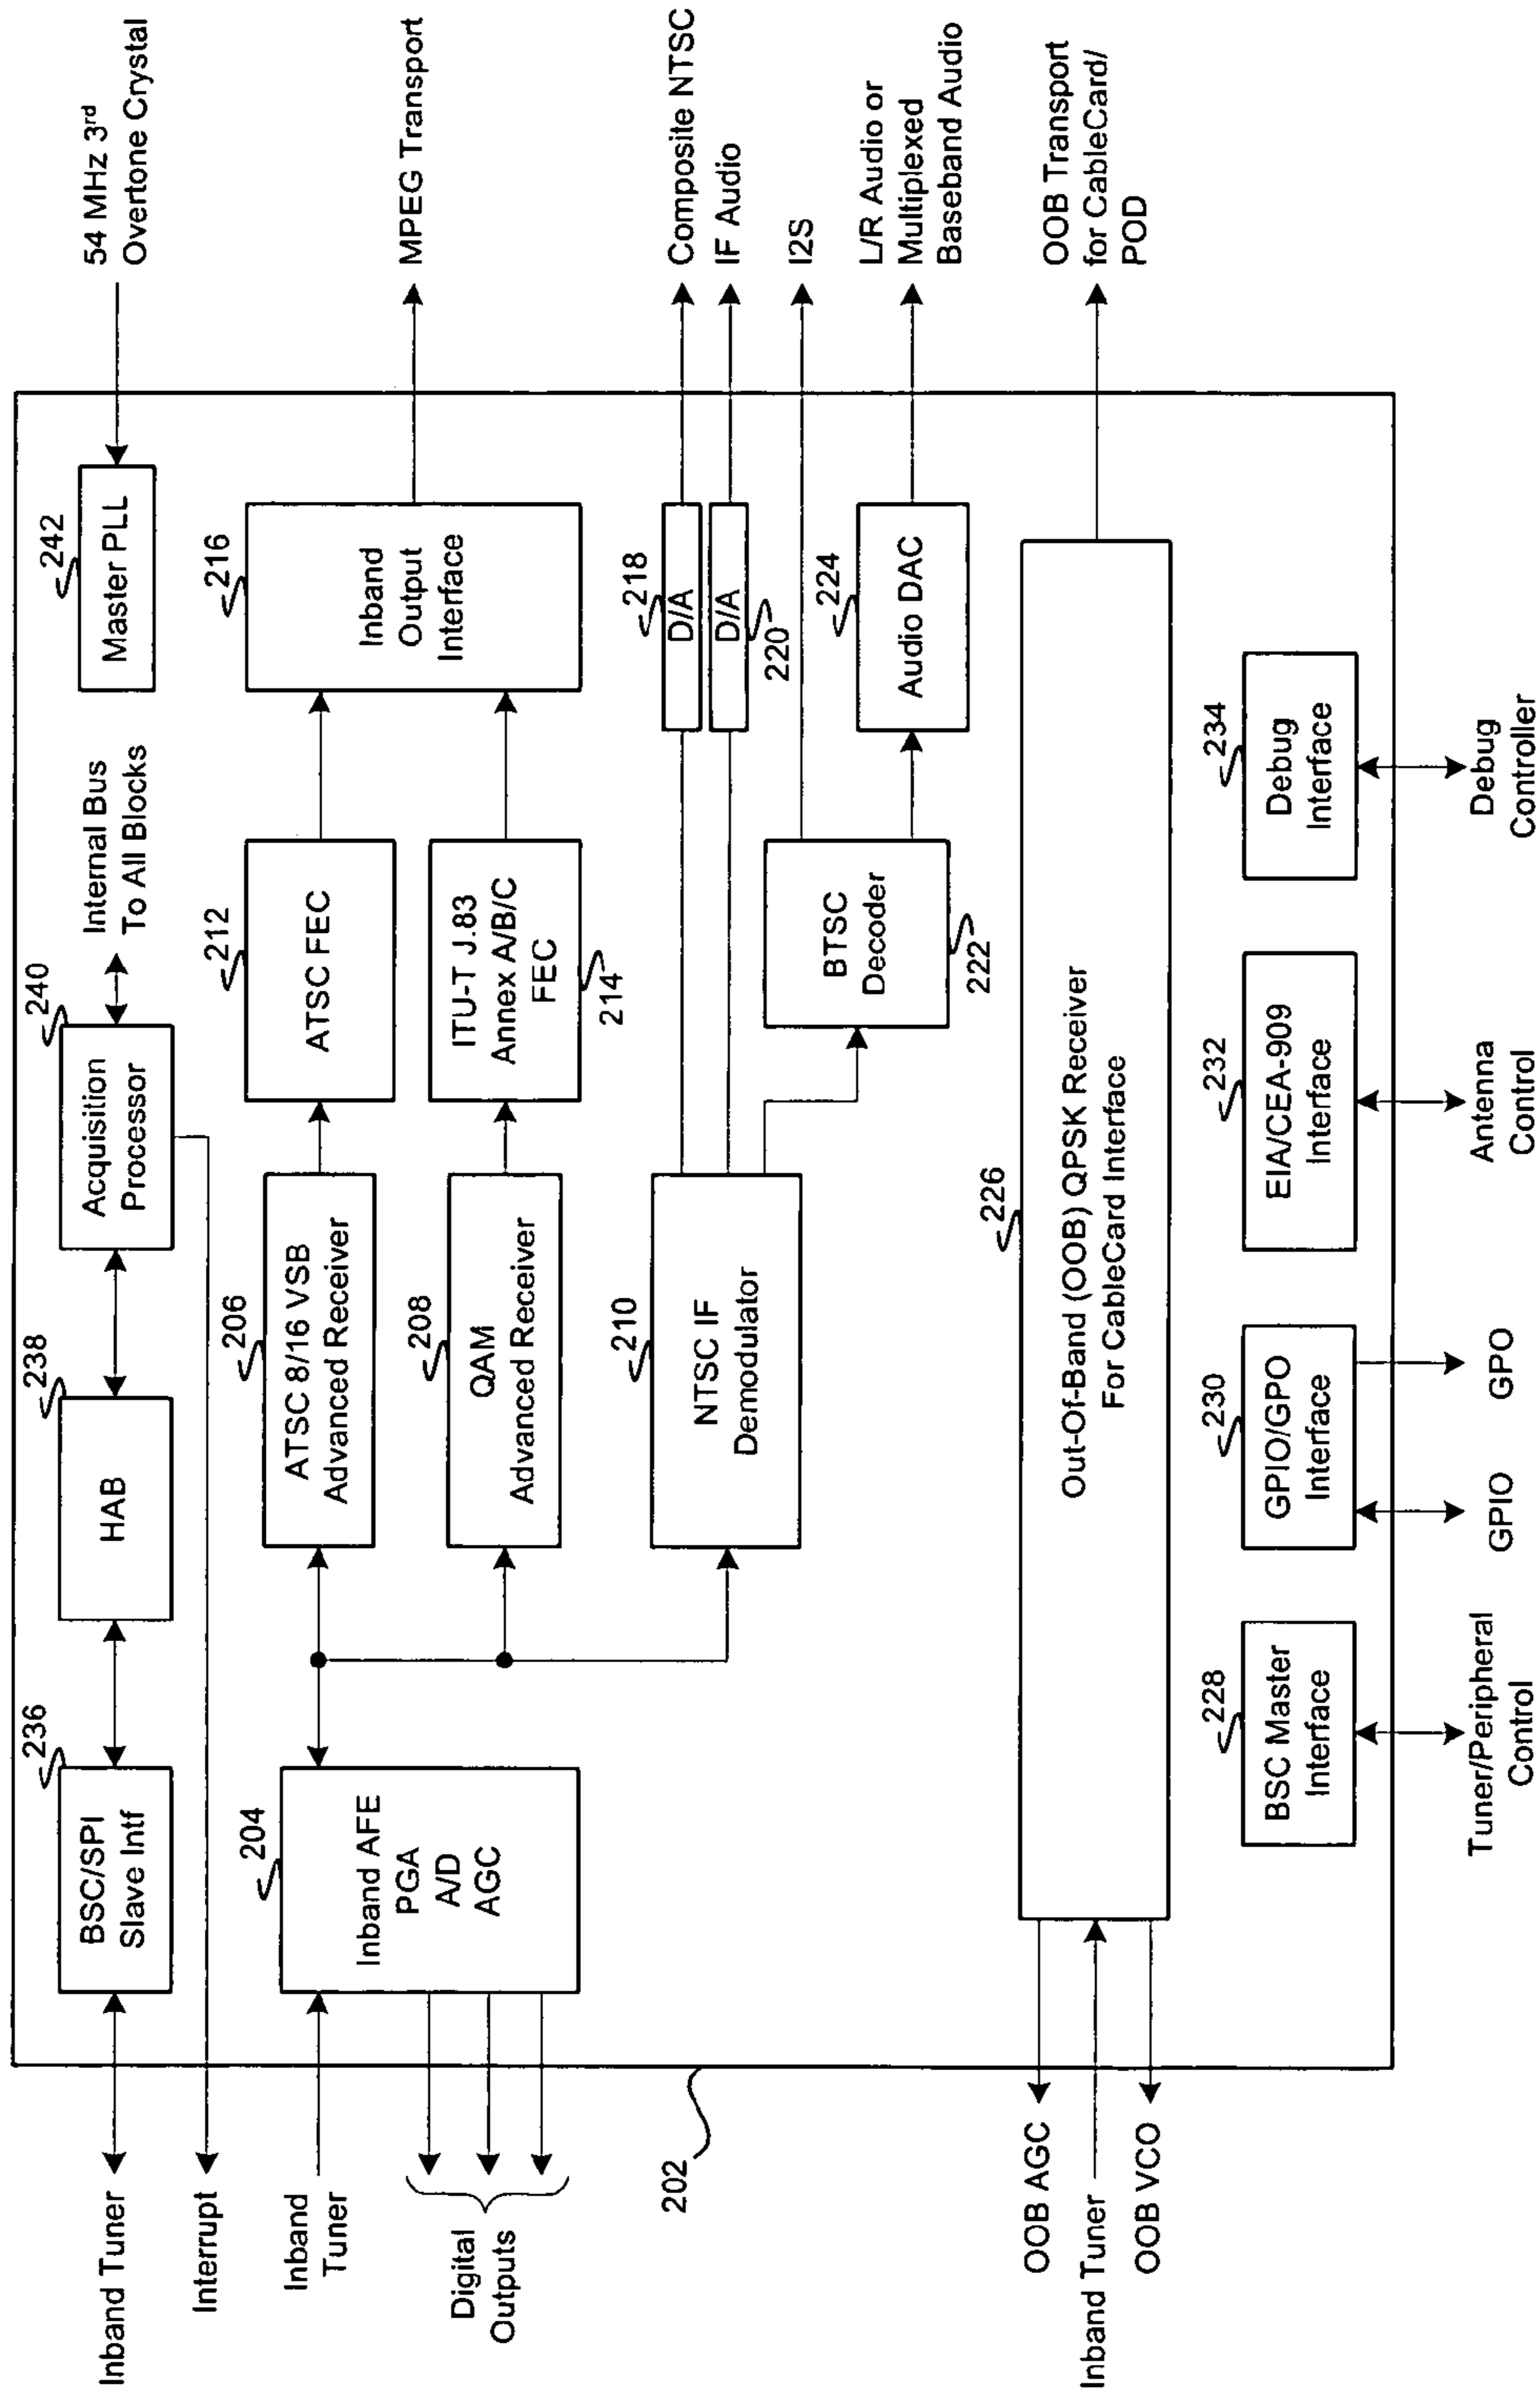 54 MHz 3rd
Overtone Crystal
MPEG Transport
Composite NTSC
IF Audio
I2S
L/R Audio or
Multiplexed
Baseband Audio
OOB Transport
for CableCard/
POD
242
Master PLL
Internal Bus
To All Blocks
240
Acquisition
Processor
238
HAB
236
BSC/SPI
Slave Intf
Inband Tuner
Interrupt
216
Inband
Output
Interface
212
ATSC FEC
ITU-T J.83
Annex A/B/C
FEC
214
206
ATSC 8/16 VSB
Advanced Receiver
208
QAM
Advanced Receiver
204
Inband AFE
PGA
A/D
AGC
Inband
Tuner
Digital
Outputs
218
D/A
D/A
220
224
Audio DAC
BTSC
Decoder
222
210
NTSC IF
Demodulator
202
226
Out-Of-Band (OOB) QPSK Receiver
For CableCard Interface
OOB AGC
Inband Tuner
OOB VCO
234
Debug
Interface
Debug
Controller
232
EIA/CEA-909
Interface
Antenna
Control
230
GPIO/GPO
Interface
GPO
GPIO
228
BSC Master
Interface
Tuner/Peripheral
Control